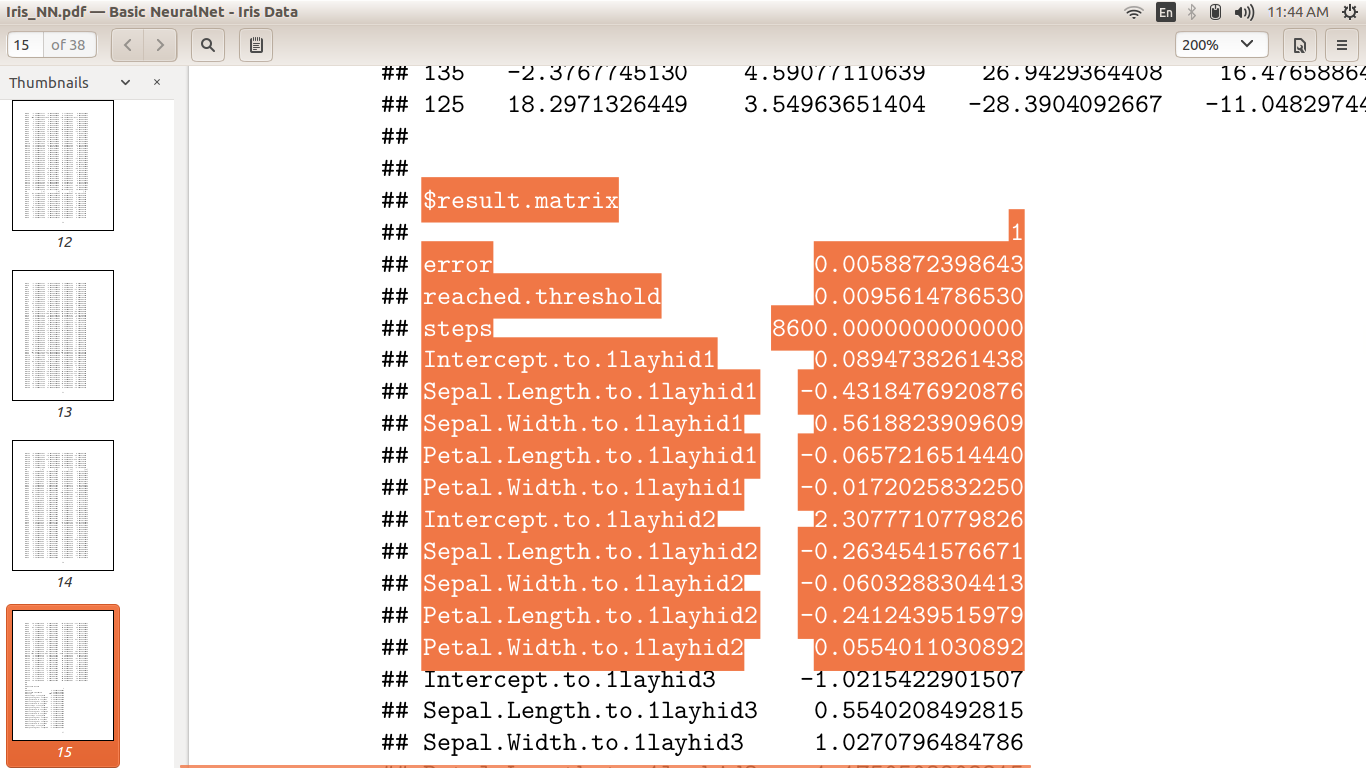 Iris_NN.pdf — Basic NeuralNet - Iris Data
En
11:44 AM
15 of 38
200%
Thumbnails
12
13
14
15
## 135 -2.3767745130 4.59077110639 26.9429364408 16.47658864
## 125 18.2971326449 3.54963651404 -28.3904092667 -11.04829744
##
##
## $result.matrix
## 1
## error 0.0058872398643
## reached.threshold 0.0095614786530
## steps 8600.0000000000000
## Intercept.to.1layhid1 0.0894738261438
## Sepal.Length.to.1layhid1 -0.4318476920876
## Sepal.Width.to.1layhid1 0.5618823909609
## Petal.Length.to.1layhid1 -0.0657216514440
## Petal.Width.to.1layhid1 -0.0172025832250
## Intercept.to.1layhid2 2.3077710779826
## Sepal.Length.to.1layhid2 -0.2634541576671
## Sepal.Width.to.1layhid2 -0.0603288304413
## Petal.Length.to.1layhid2 -0.2412439515979
## Petal.Width.to.1layhid2 0.0554011030892
## Intercept.to.1layhid3 -1.0215422901507
## Sepal.Length.to.1layhid3 0.5540208492815
## Sepal.Width.to.1layhid3 1.0270796484786